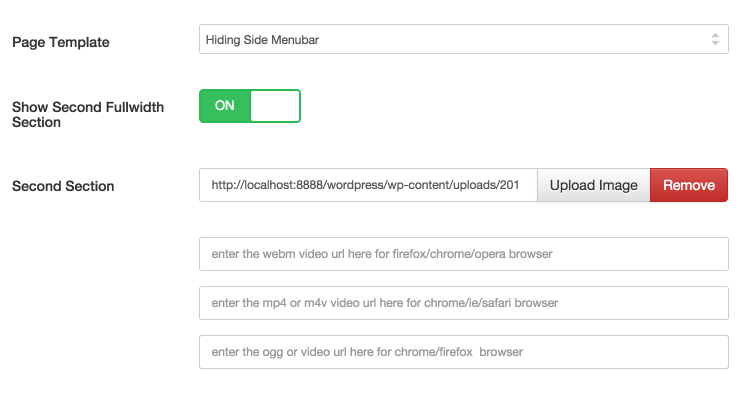 Page Template
Hiding Side Menubar
Show Second Fullwidth
Section
ON
Second Section
http://localhost:8888/wordpress/wp-content/uploads/201
Upload Image
Remove
enter the webm video url here for firefox/chrome/opera browser
enter the mp4 or m4v video url here for chrome/ie/safari browser
enter the ogg or video url here for chrome/firefox  browser